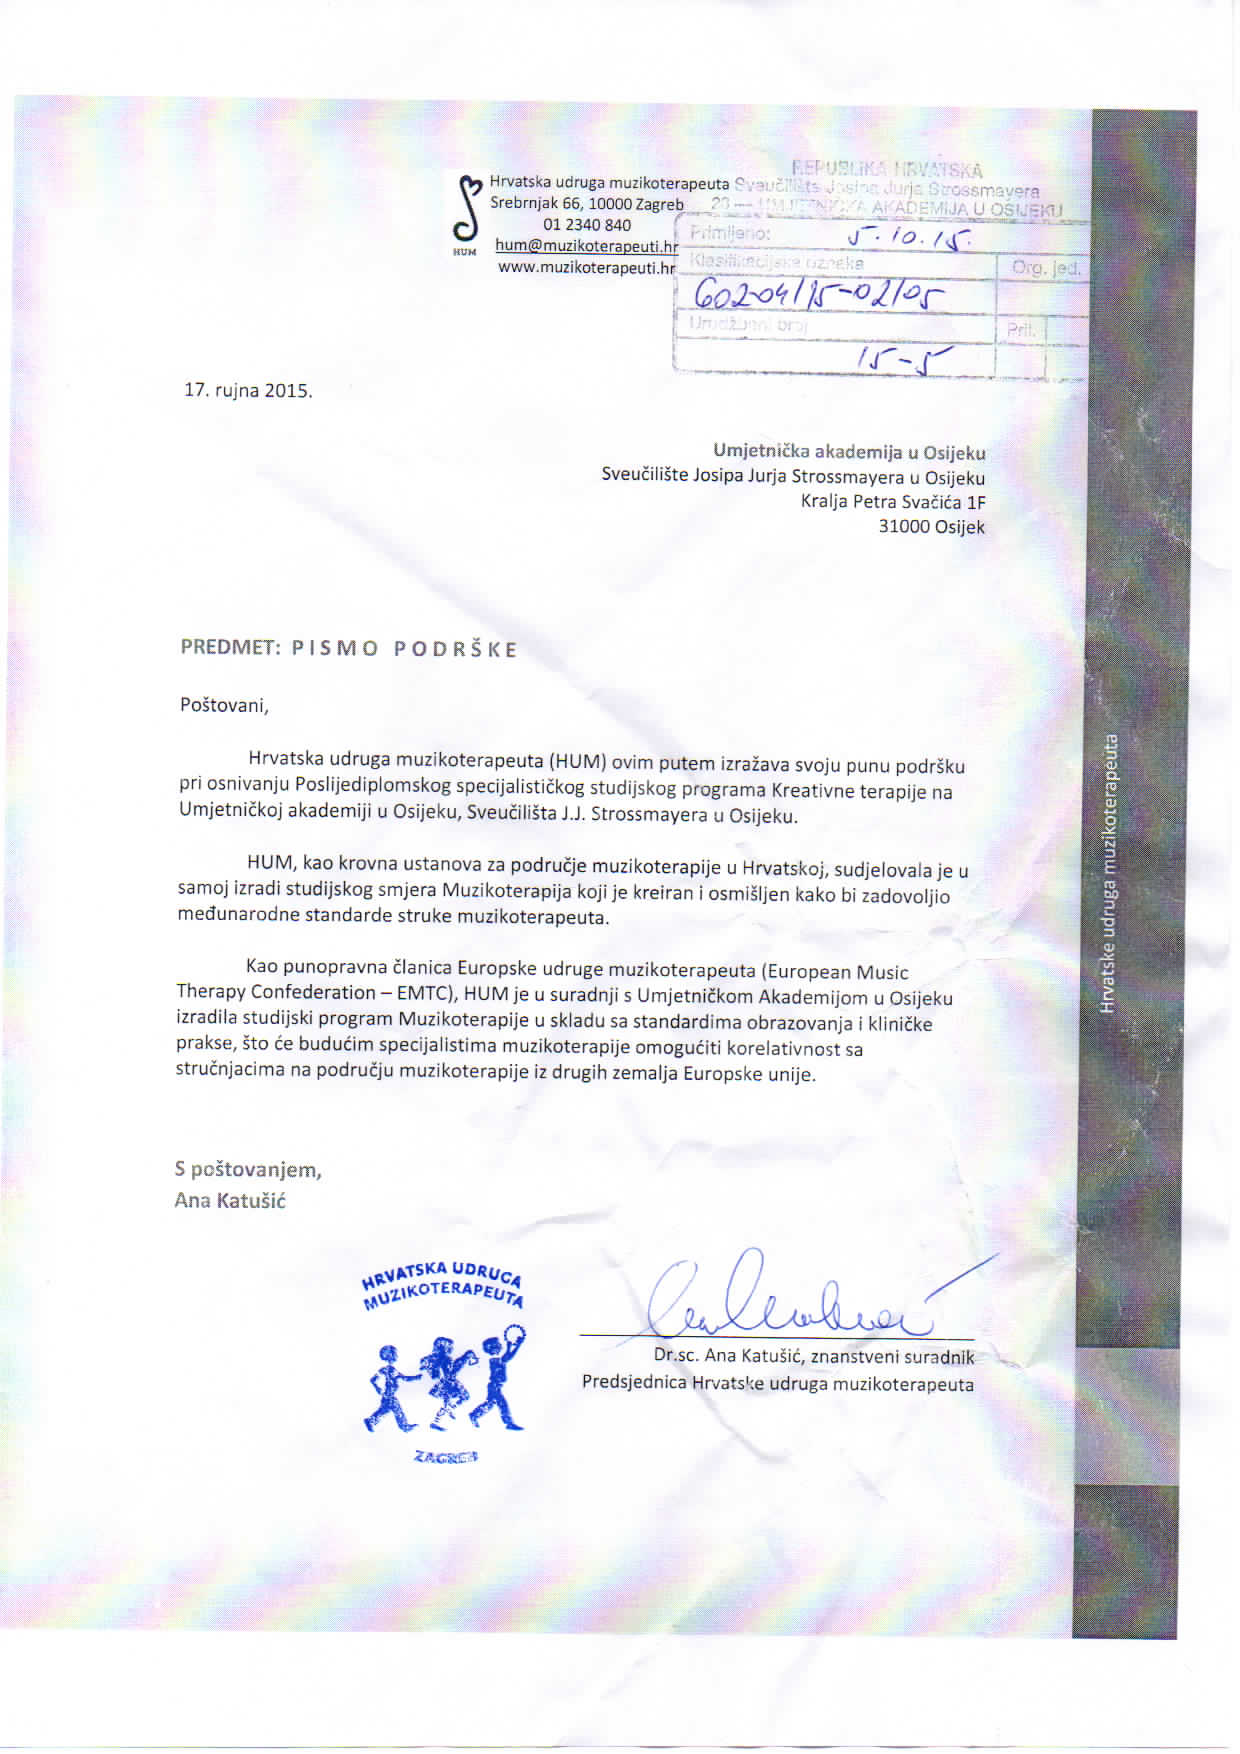 Hrvatska udruga muzikoterapeuta
Srebrnjak 66, 10000 Zagreb
01 2340 840
hum@muzikoterapeuti.hr
www.muzikoterapeuti.hr
HUM
REPUBLIKA HRVATSKA
Sveučilište Josipa Jurja Strossmayera
UMJETNIČKA AKADEMIJA U OSIJEKU
Primljeno: 5.10.15.
Klasifikacijska oznaka Org. jed.
602-04/15-02/05
Urudžbeni broj Pril.
15-5
17. rujna 2015.
Umjetnička akademija u Osijeku
Sveučilište Josipa Jurja Strossmayera u Osijeku
Kralja Petra Svačića 1F
31000 Osijek
PREDMET: PISMO PODRŠKE
Poštovani,
Hrvatska udruga muzikoterapeuta (HUM) ovim putem izražava svoju punu podršku
pri osnivanju Poslijediplomskog specijalističkog studijskog programa Kreativne terapije na
Umjetničkoj akademiji u Osijeku, Sveučilišta J.J. Strossmayera u Osijeku.
HUM, kao krovna ustanova za područje muzikoterapije u Hrvatskoj, sudjelovala je u
samoj izradi studijskog smjera Muzikoterapija koji je kreiran i osmišljen kako bi zadovoljio
međunarodne standarde struke muzikoterapeuta.
Kao punopravna članica Europske udruge muzikoterapeuta (European Music
Therapy Confederation – EMTC), HUM je u suradnji s Umjetničkom Akademijom u Osijeku
izradila studijski program Muzikoterapije u skladu sa standardima obrazovanja i kliničke
prakse, što će budućim specijalistima muzikoterapije omogućiti korelativnost sa
stručnjacima na području muzikoterapije iz drugih zemalja Europske unije.
S poštovanjem,
Ana Katušić
HRVATSKA UDRUGA
MUZIKOTERAPEUTA
ZAGREB
Dr.sc. Ana Katušić, znanstveni suradnik
Predsjednica Hrvatske udruga muzikoterapeuta
Hrvatske udruga muzikoterapeuta